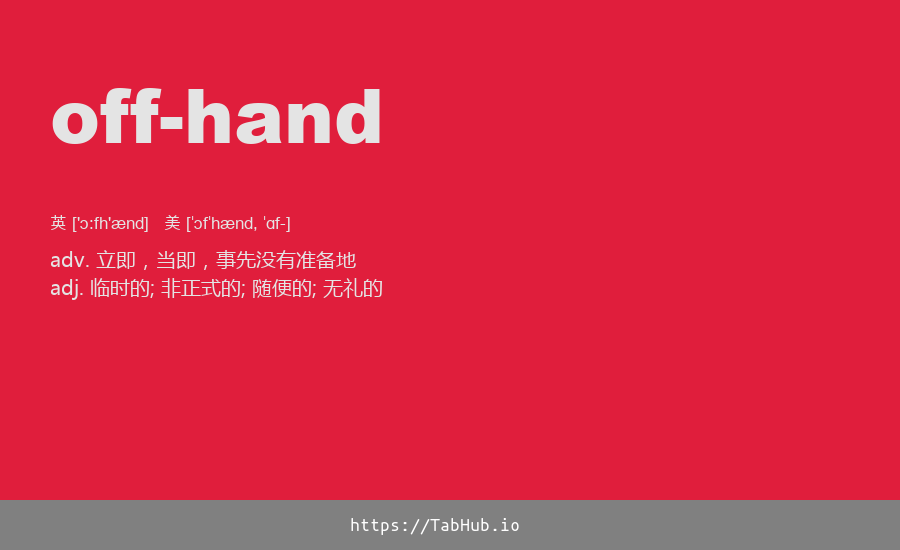 off-hand
英 ['ɔ:fh'ænd] 美 [ˈɔfˈhænd, ˈɑf-]
adv. 立即，当即，事先没有准备地
adj. 临时的; 非正式的; 随便的; 无礼的
https://TabHub.io